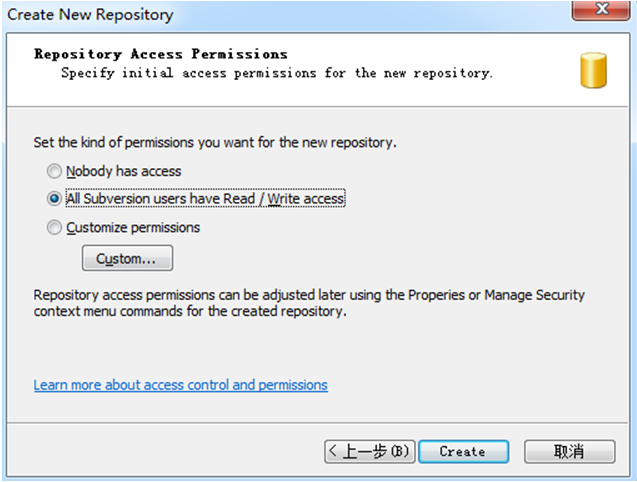 Create New Repository
Repository Access Permissions
Specify initial access permissions for the new repository.
Set the kind of permissions you want for the new repository.
Nobody has access
All Subversion users have Read / Write access
Customize permissions
Custom...
Repository access permissions can be adjusted later using the Properies or Manage Security
context menu commands for the created repository.
Learn more about access control and permissions
< 上一步(B)
Create
取消